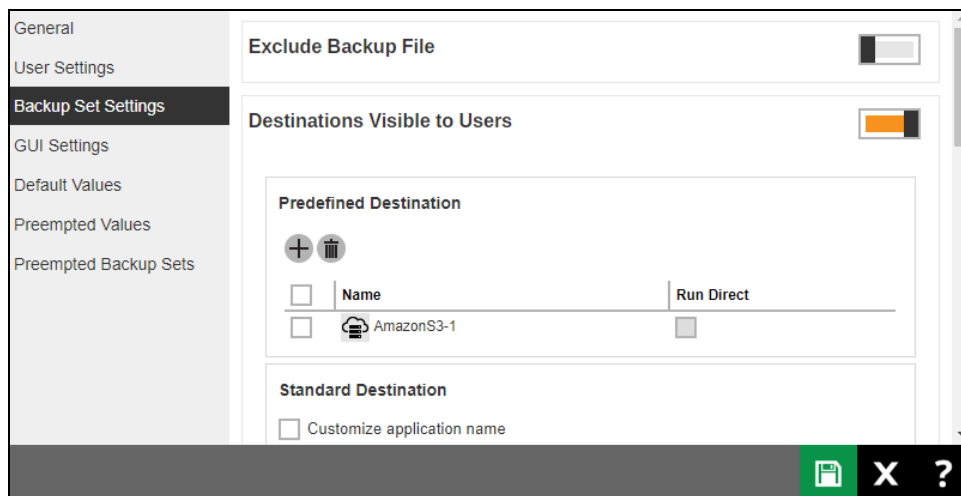 General
User Settings
Backup Set Settings
GUI Settings
Default Values
Preempted Values
Preempted Backup Sets
Exclude Backup File
Destinations Visible to Users
Predefined Destination
Name Run Direct
AmazonS3-1
Standard Destination
Customize application name
X ?